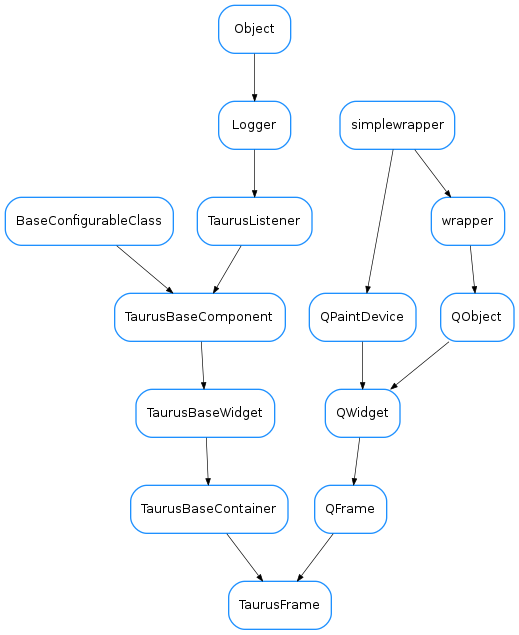 Object
Logger
simplewrapper
BaseConfigurableClass
TaurusListener
wrapper
TaurusBaseComponent
QPaintDevice
QObject
TaurusBaseWidget
QWidget
TaurusBaseContainer
QFrame
TaurusFrame